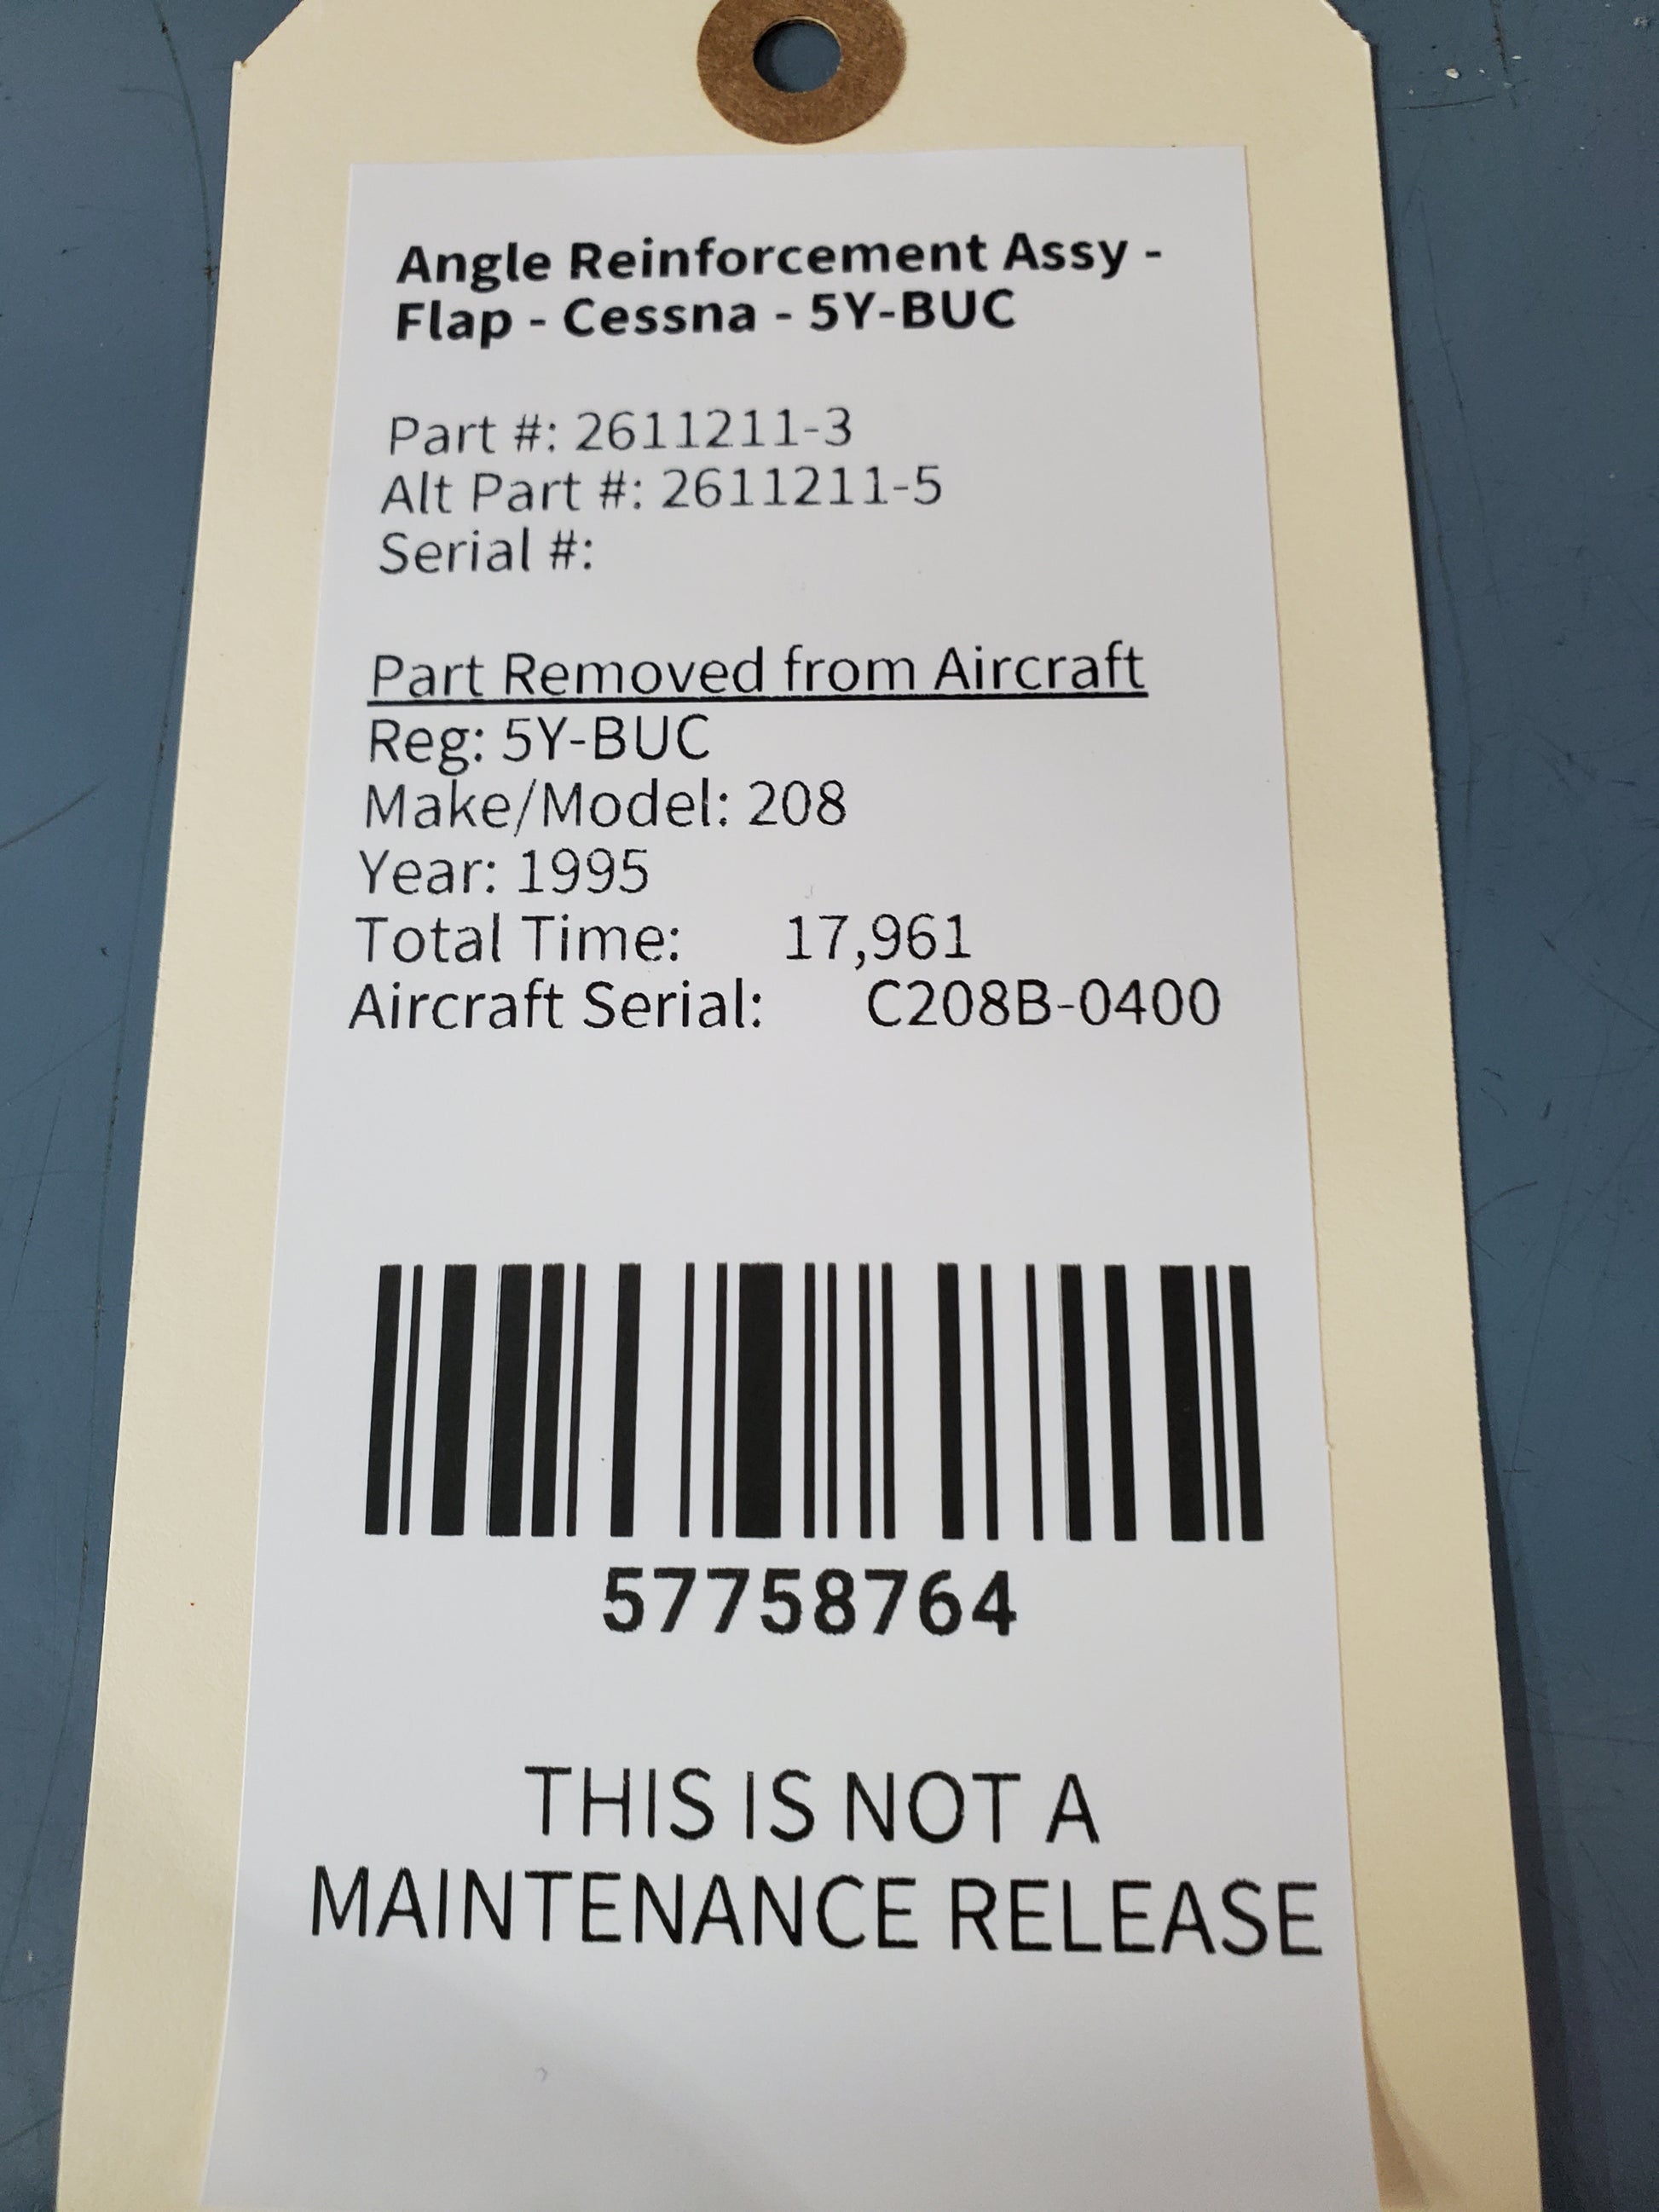 Angle Reinforcement Assy -
Flap - Cessna - 5Y-BUC
Part #: 2611211-3
Alt Part #: 2611211-5
Serial #:
Part Removed from Aircraft
Reg: 5Y-BUC
Make/Model: 208
Year: 1995
Total Time: 17,961
Aircraft Serial: C208B-0400
57758764
THIS IS NOT A
MAINTENANCE RELEASE